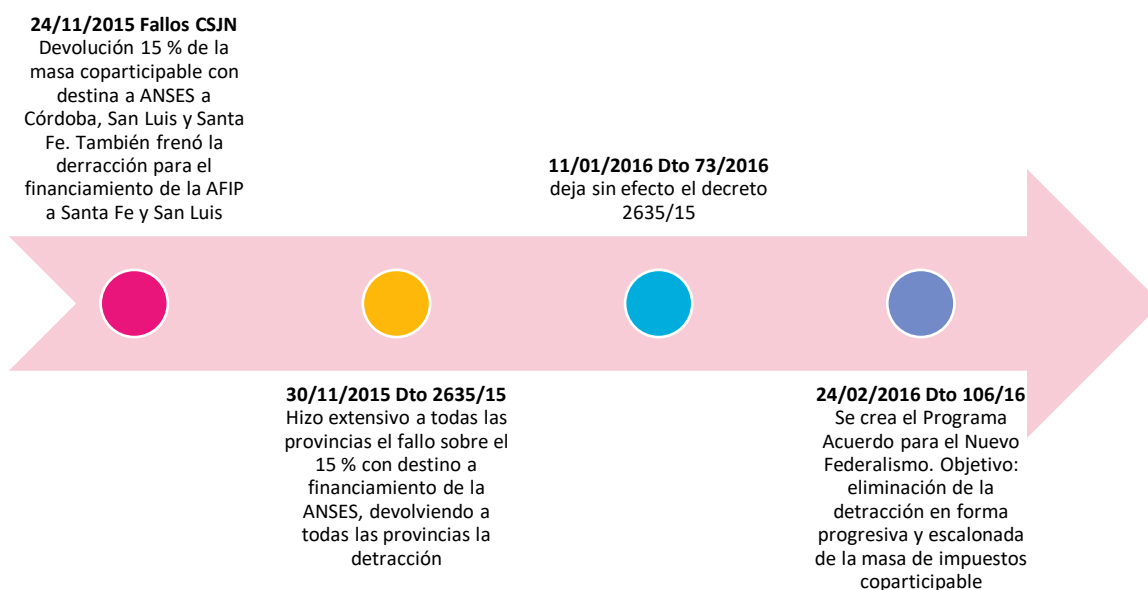 24/11/2015 Fallos CSJN
Devolución 15 % de la
masa coparticipable con
destina a ANSES a
Córdoba, San Luis y Santa
Fe. También frenó la
derracción para el
financiamiento de la AFIP
a Santa Fe y San Luis
30/11/2015 Dto 2635/15
Hizo extensivo a todas las
provincias el fallo sobre el
15 % con destino a
financiamiento de la
ANSES, devolviendo a
todas las provincias la
detracción
11/01/2016 Dto 73/2016
deja sin efecto el decreto
2635/15
24/02/2016 Dto 106/16
Se crea el Programa
Acuerdo para el Nuevo
Federalismo. Objetivo:
eliminación de la
detracción en forma
progresiva y escalonada
de la masa de impuestos
coparticipable